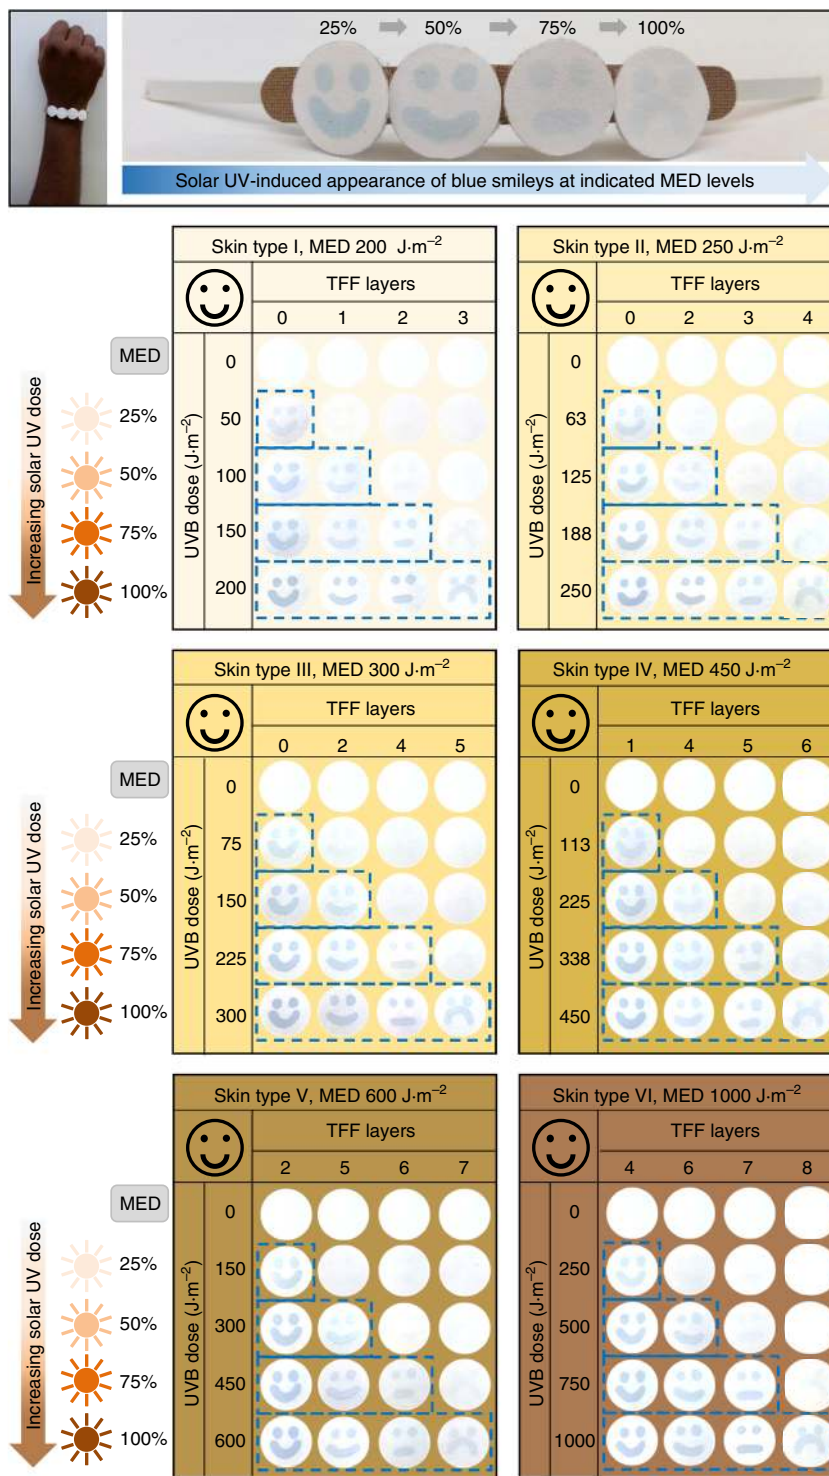 25% 50% 75% 100%
Solar UV-induced appearance of blue smileys at indicated MED levels
Skin type I, MED 200 J·m⁻²
TFF layers
0 1 2 3
MED
Increasing solar UV dose
25%
50%
75%
100%
UVB dose (J·m⁻²)
0
50
100
150
200
Skin type II, MED 250 J·m⁻²
TFF layers
0 2 3 4
UVB dose (J·m⁻²)
0
63
125
188
250
Skin type III, MED 300 J·m⁻²
TFF layers
0 2 4 5
MED
Increasing solar UV dose
25%
50%
75%
100%
UVB dose (J·m⁻²)
0
75
150
225
300
Skin type IV, MED 450 J·m⁻²
TFF layers
1 4 5 6
UVB dose (J·m⁻²)
0
113
225
338
450
Skin type V, MED 600 J·m⁻²
TFF layers
2 5 6 7
MED
Increasing solar UV dose
25%
50%
75%
100%
UVB dose (J·m⁻²)
0
150
300
450
600
Skin type VI, MED 1000 J·m⁻²
TFF layers
4 6 7 8
UVB dose (J·m⁻²)
0
250
500
750
1000